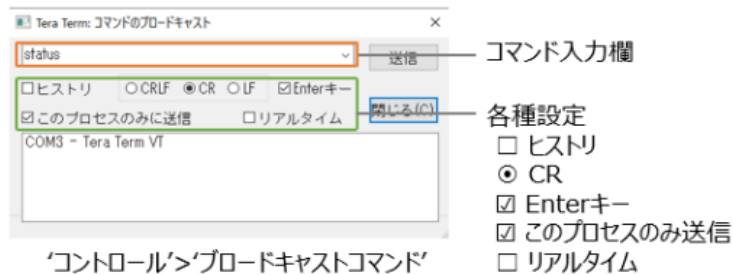 Tera Term: コマンドのブロードキャスト ×
status 送信
コマンド入力欄
□ヒストリ ○CRLF ◉CR ○LF ☑Enterキー
☑このプロセスのみに送信 □リアルタイム
閉じる(C)
COM3 - Tera Term VT
各種設定
□ ヒストリ
◉ CR
☑ Enterキー
☑ このプロセスのみ送信
□ リアルタイム
‘コントロール’>‘ブロードキャストコマンド’